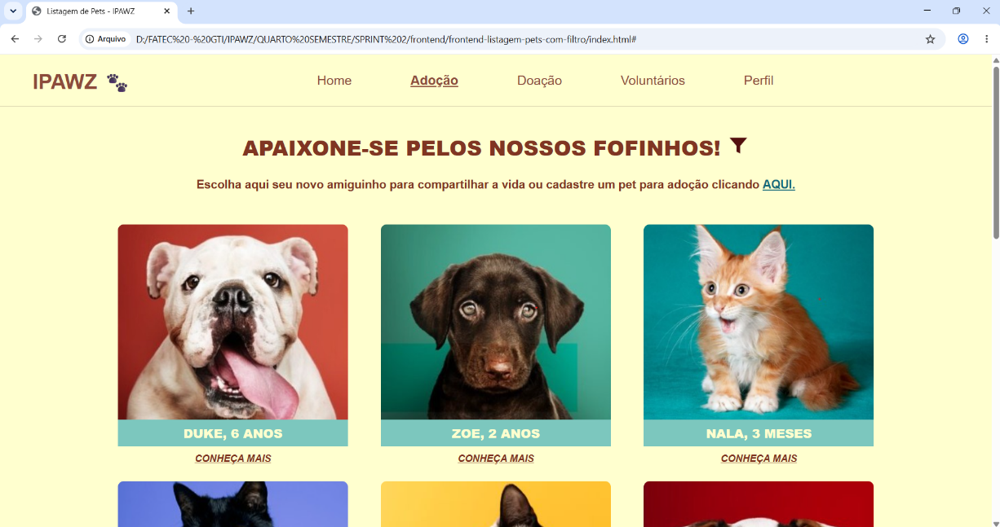 Listagem de Pets - IPAWZ
Arquivo D:/FATEC%20-%20GTI/IPAWZ/QUARTO%20SEMESTRE/SPRINT%202/frontend/frontend-listagem-pets-com-filtro/index.html#
IPAWZ Home Adoção Doação Voluntários Perfil
APAIXONE-SE PELOS NOSSOS FOFINHOS!
Escolha aqui seu novo amiguinho para compartilhar a vida ou cadastre um pet para adoção clicando AQUI.
DUKE, 6 ANOS ZOE, 2 ANOS NALA, 3 MESES
CONHEÇA MAIS CONHEÇA MAIS CONHEÇA MAIS